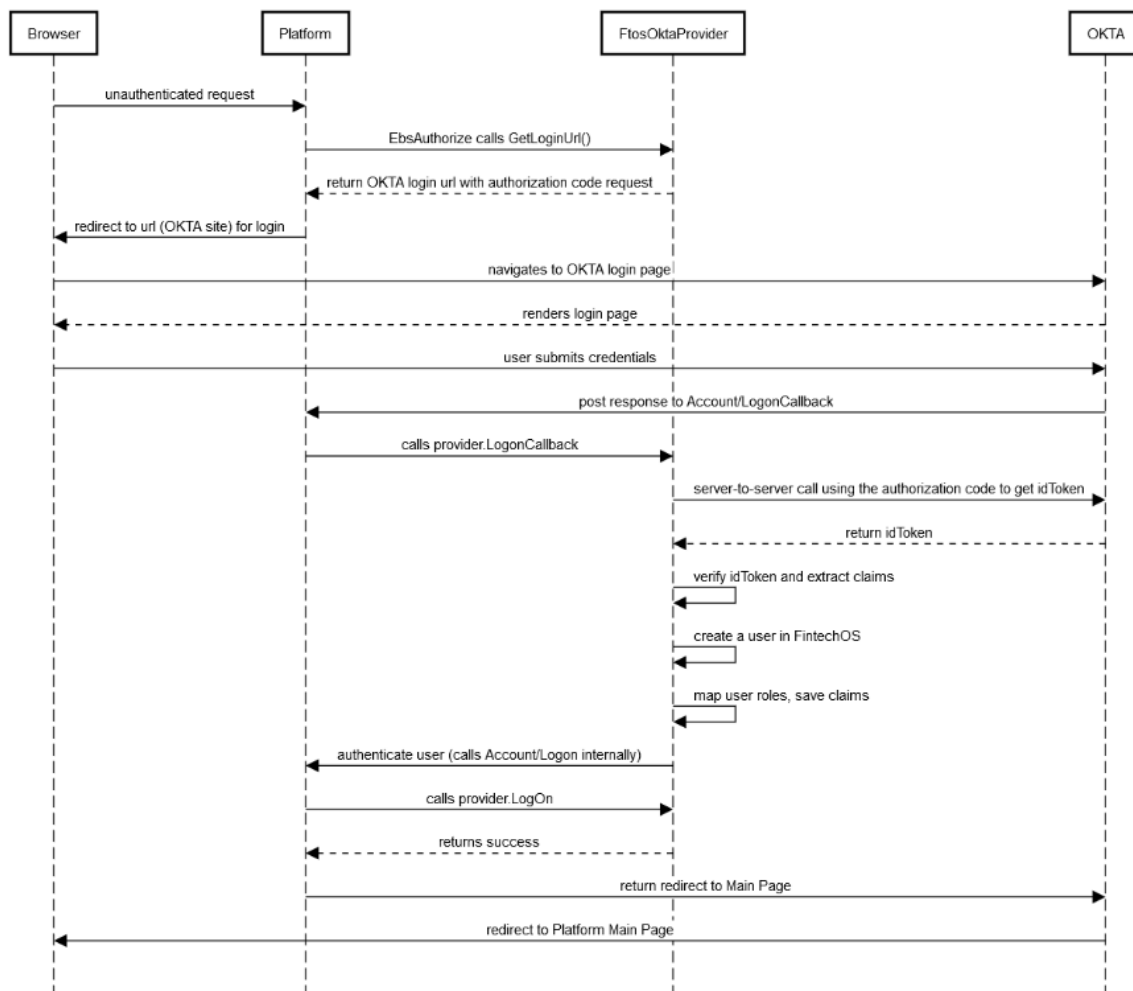 Browser
Platform
FtosOktaProvider
OKTA
unauthenticated request
EbsAuthorize calls GetLoginUrl()
return OKTA login url with authorization code request
redirect to url (OKTA site) for login
navigates to OKTA login page
renders login page
user submits credentials
post response to Account/LogonCallback
calls provider.LogonCallback
server-to-server call using the authorization code to get idToken
return idToken
verify idToken and extract claims
create a user in FintechOS
map user roles, save claims
authenticate user (calls Account/Logon internally)
calls provider.LogOn
returns success
return redirect to Main Page
redirect to Platform Main Page